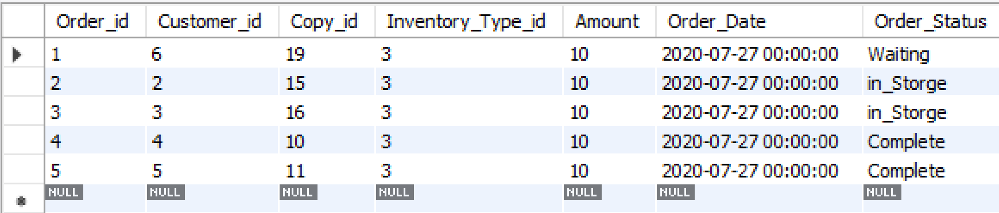 Order_id Customer_id Copy_id Inventory_Type_id Amount Order_Date Order_Status
1 6 19 3 10 2020-07-27 00:00:00 Waiting
2 2 15 3 10 2020-07-27 00:00:00 in_Storge
3 3 16 3 10 2020-07-27 00:00:00 in_Storge
4 4 10 3 10 2020-07-27 00:00:00 Complete
5 5 11 3 10 2020-07-27 00:00:00 Complete
NULL NULL NULL NULL NULL NULL NULL